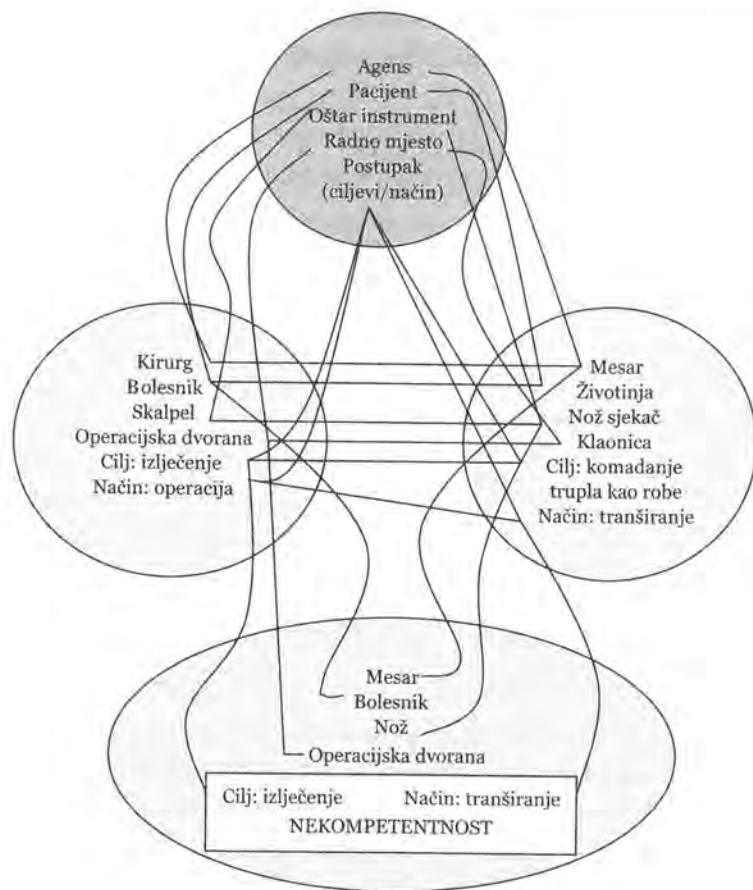 Agens
Pacijent
Oštar instrument
Radno mjesto
Postupak
(ciljevi/način)
Kirurg
Bolesnik
Skalpel
Operacijska dvorana
Cilj: izlječenje
Način: operacija
Mesar
Životinja
Nož sjekač
Klaonica
Cilj: komadanje
trupla kao robe
Način: tranširanje
Mesar
Bolesnik
Nož
Operacijska dvorana
Cilj: izlječenje Način: tranširanje
NEKOMPETENTNOST